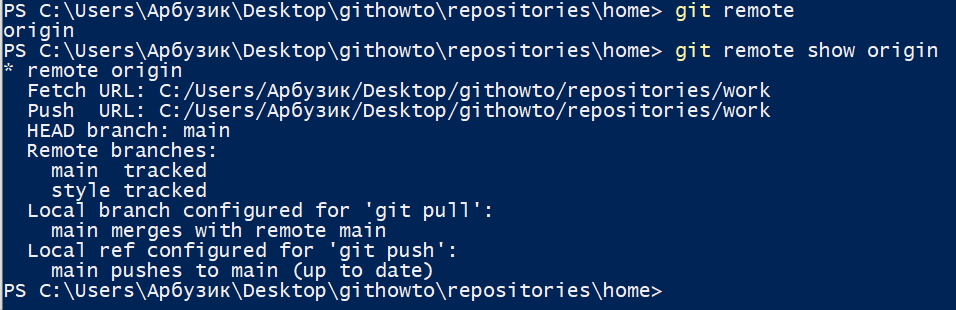 PS C:\Users\Арбузик\Desktop\githowto\repositories\home> git remote
origin
PS C:\Users\Арбузик\Desktop\githowto\repositories\home> git remote show origin
* remote origin
  Fetch URL: C:/Users/Арбузик/Desktop/githowto/repositories/work
  Push  URL: C:/Users/Арбузик/Desktop/githowto/repositories/work
  HEAD branch: main
  Remote branches:
    main  tracked
    style tracked
  Local branch configured for 'git pull':
    main merges with remote main
  Local ref configured for 'git push':
    main pushes to main (up to date)
PS C:\Users\Арбузик\Desktop\githowto\repositories\home>